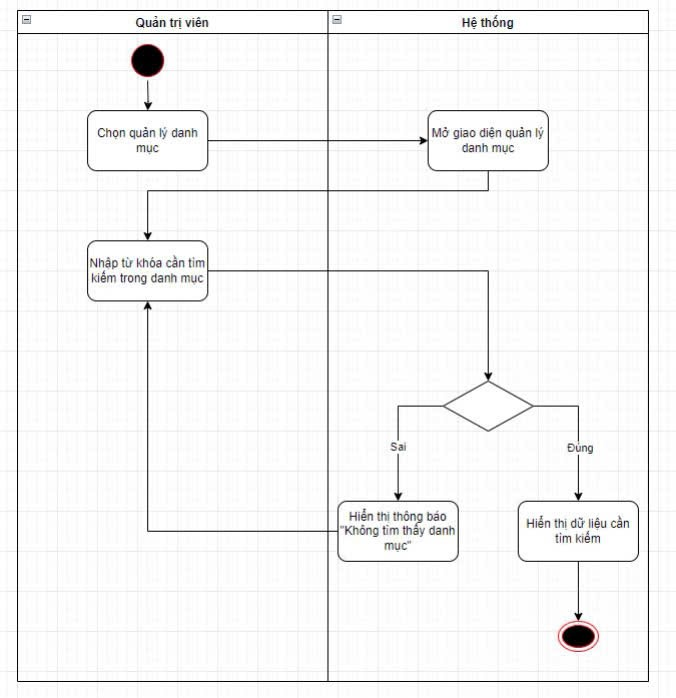 Quản trị viên
Hệ thống
Chọn quản lý danh
mục
Mở giao diện quản lý
danh mục
Nhập từ khóa cần tìm
kiếm trong danh mục
Sai
Đúng
Hiển thị thông báo
"Không tìm thấy danh
mục"
Hiển thị dữ liệu cần
tìm kiếm